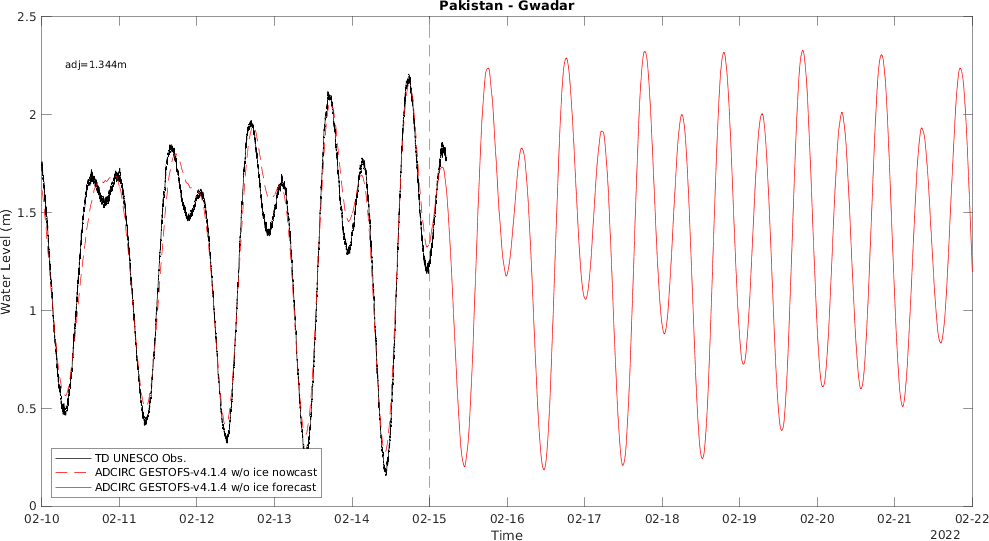 Pakistan - Gwadar
2.5
2
1.5
1
0.5
0
Water Level (m)
adj=1.344m
TD UNESCO Obs.
ADCIRC GESTOFS-v4.1.4 w/o ice nowcast
ADCIRC GESTOFS-v4.1.4 w/o ice forecast
02-10 02-11 02-12 02-13 02-14 02-15 02-16 02-17 02-18 02-19 02-20 02-21 02-22
Time
2022